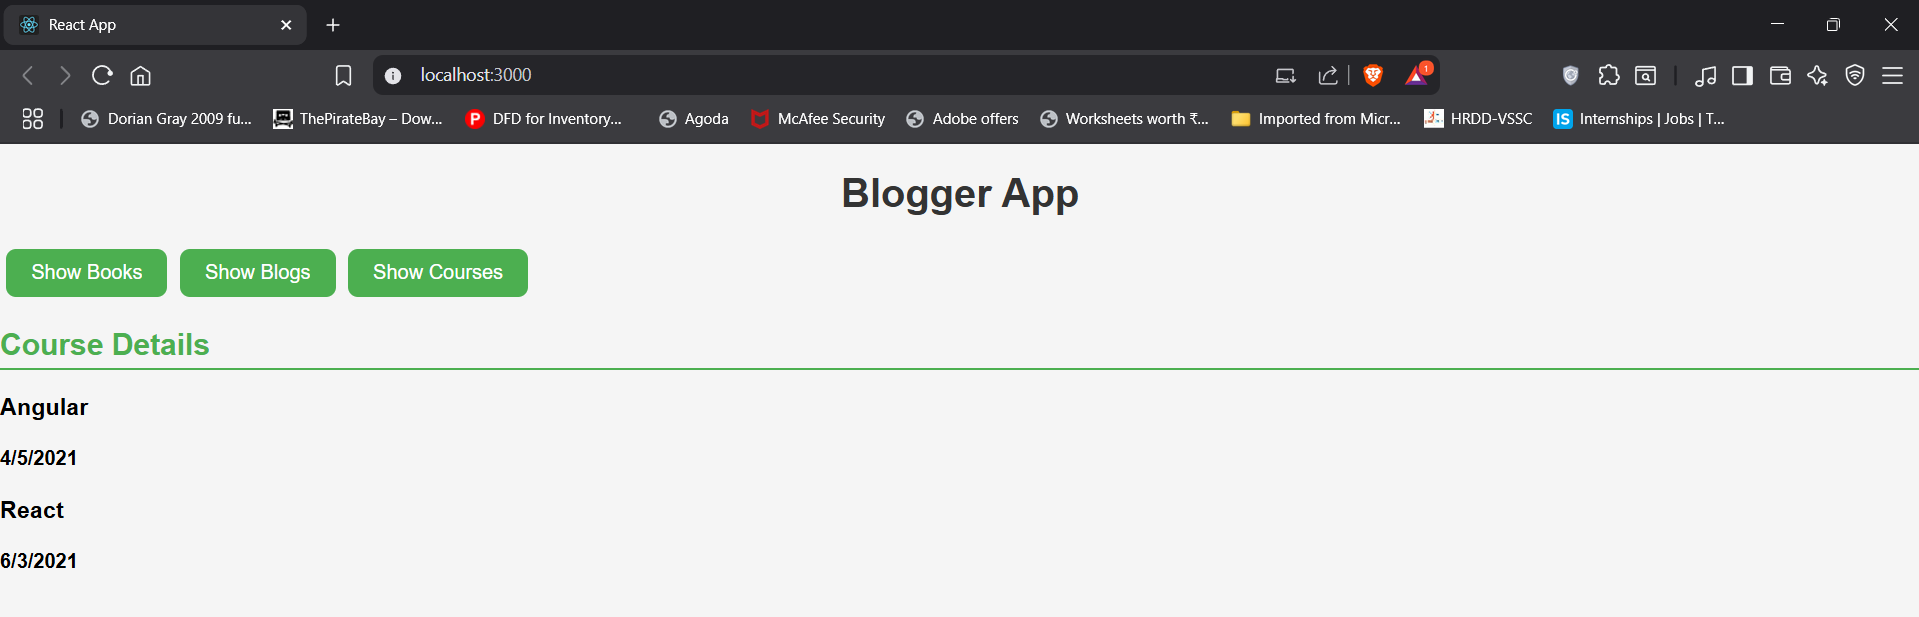 React App
localhost:3000
1
Dorian Gray 2009 fu... ThePirateBay – Dow... DFD for Inventory... Agoda McAfee Security Adobe offers Worksheets worth ₹... Imported from Micr... HRDD-VSSC Internships | Jobs | T...
Blogger App
Show Books Show Blogs Show Courses
Course Details
Angular
4/5/2021
React
6/3/2021